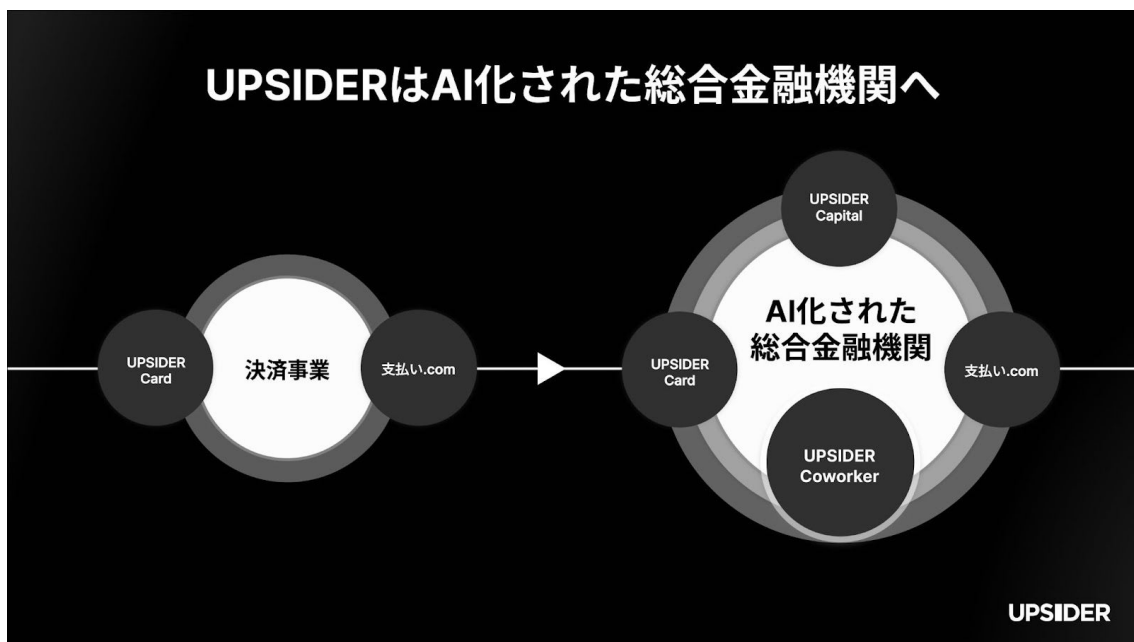 UPSIDERはAI化された総合金融機関へ
UPSIDER
Card
決済事業
支払い.com
UPSIDER
Capital
AI化された
総合金融機関
UPSIDER
Card
支払い.com
UPSIDER
Coworker
UPSIDER